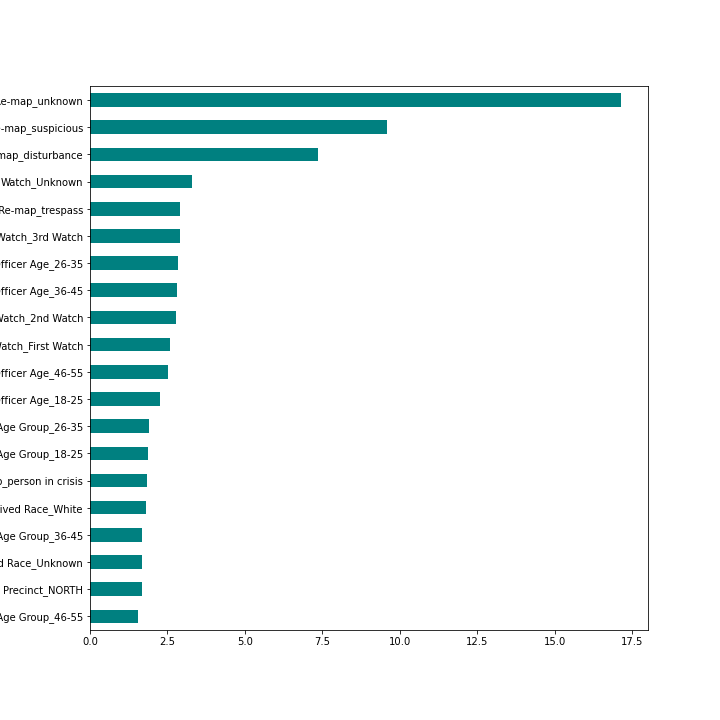 e-map_unknown
-map_suspicious
map_disturbance
Watch_Unknown
Re-map_trespass
Watch_3rd Watch
fficer Age_26-35
fficer Age_36-45
Watch_2nd Watch
Watch_First Watch
fficer Age_46-55
fficer Age_18-25
Age Group_26-35
Age Group_18-25
_person in crisis
ived Race_White
Age Group_36-45
d Race_Unknown
Precinct_NORTH
Age Group_46-55
0.0 2.5 5.0 7.5 10.0 12.5 15.0 17.5